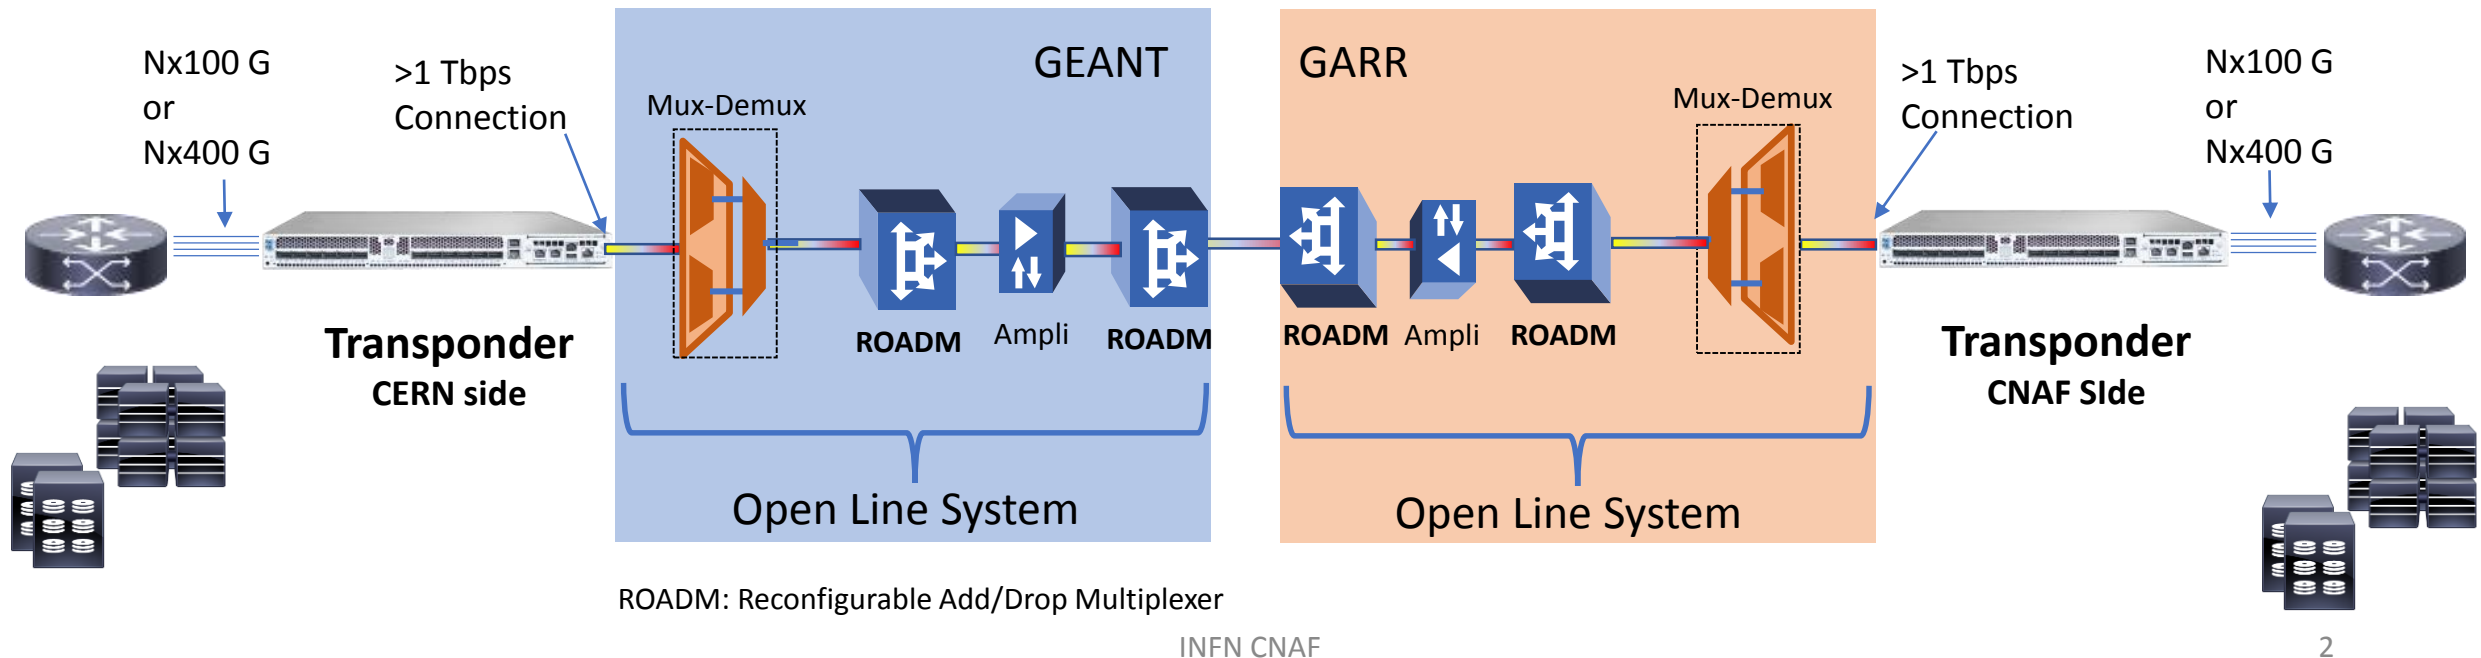 Nx100 G
or
Nx400 G
>1 Tbps
Connection
GEANT
Mux-Demux
ROADM
Ampli
ROADM
Open Line System
Transponder
CERN side
GARR
Mux-Demux
ROADM
Ampli
ROADM
Open Line System
>1 Tbps
Connection
Nx100 G
or
Nx400 G
Transponder
CNAF SIde
ROADM: Reconfigurable Add/Drop Multiplexer
INFN CNAF
2